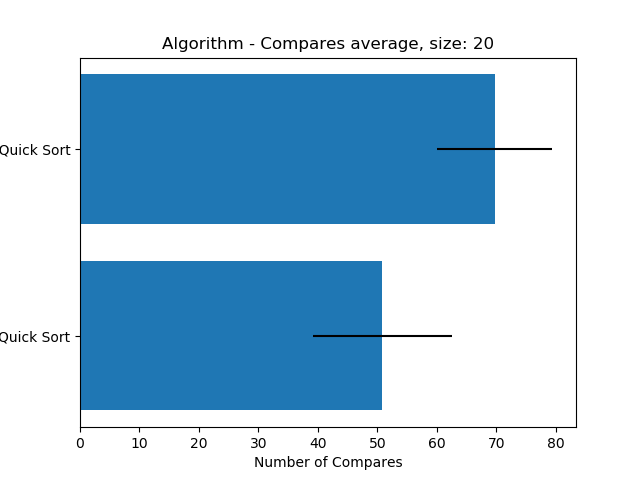 Algorithm - Compares average, size: 20
Quick Sort
Quick Sort
0 10 20 30 40 50 60 70 80
Number of Compares